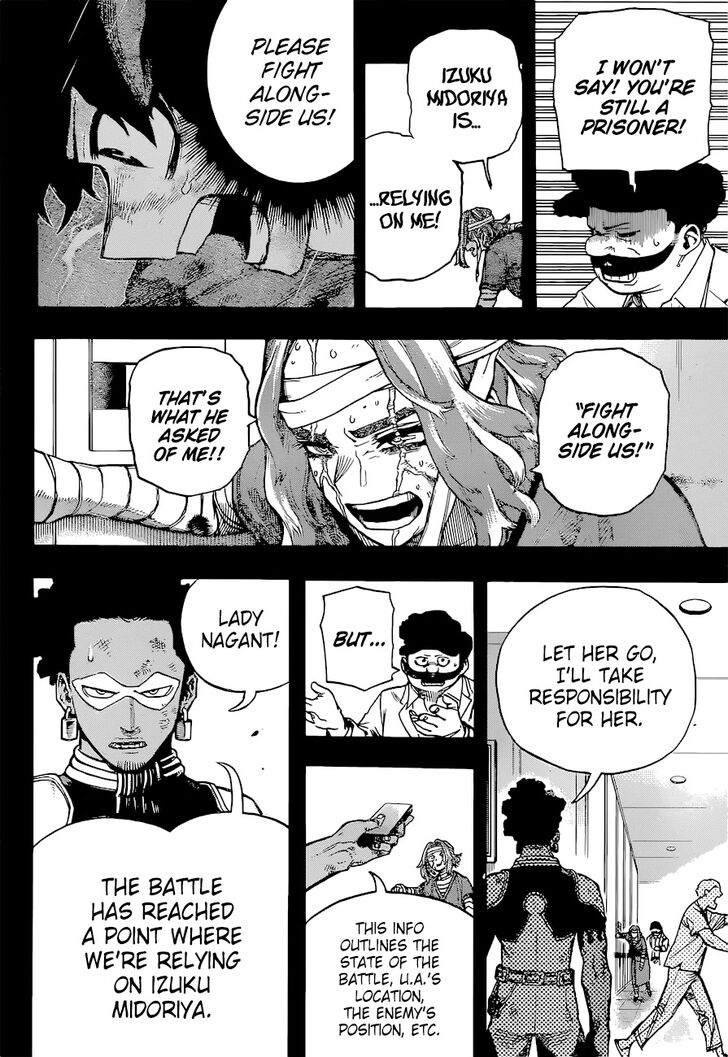 I WON'T
SAY! YOU'RE
STILL A
PRISONER!
IZUKU
MIDORIYA
IS...
...RELYING
ON ME!
PLEASE
FIGHT
ALONG-
SIDE US!
"FIGHT
ALONG-
SIDE US!"
THAT'S
WHAT HE
ASKED
OF ME!!
LET HER GO,
I'LL TAKE
RESPONSIBILITY
FOR HER.
BUT...
THIS INFO
OUTLINES THE
STATE OF THE
BATTLE, U.A.'S
LOCATION,
THE ENEMY'S
POSITION, ETC.
LADY
NAGANT!
THE BATTLE
HAS REACHED
A POINT WHERE
WE'RE RELYING
ON IZUKU
MIDORIYA.